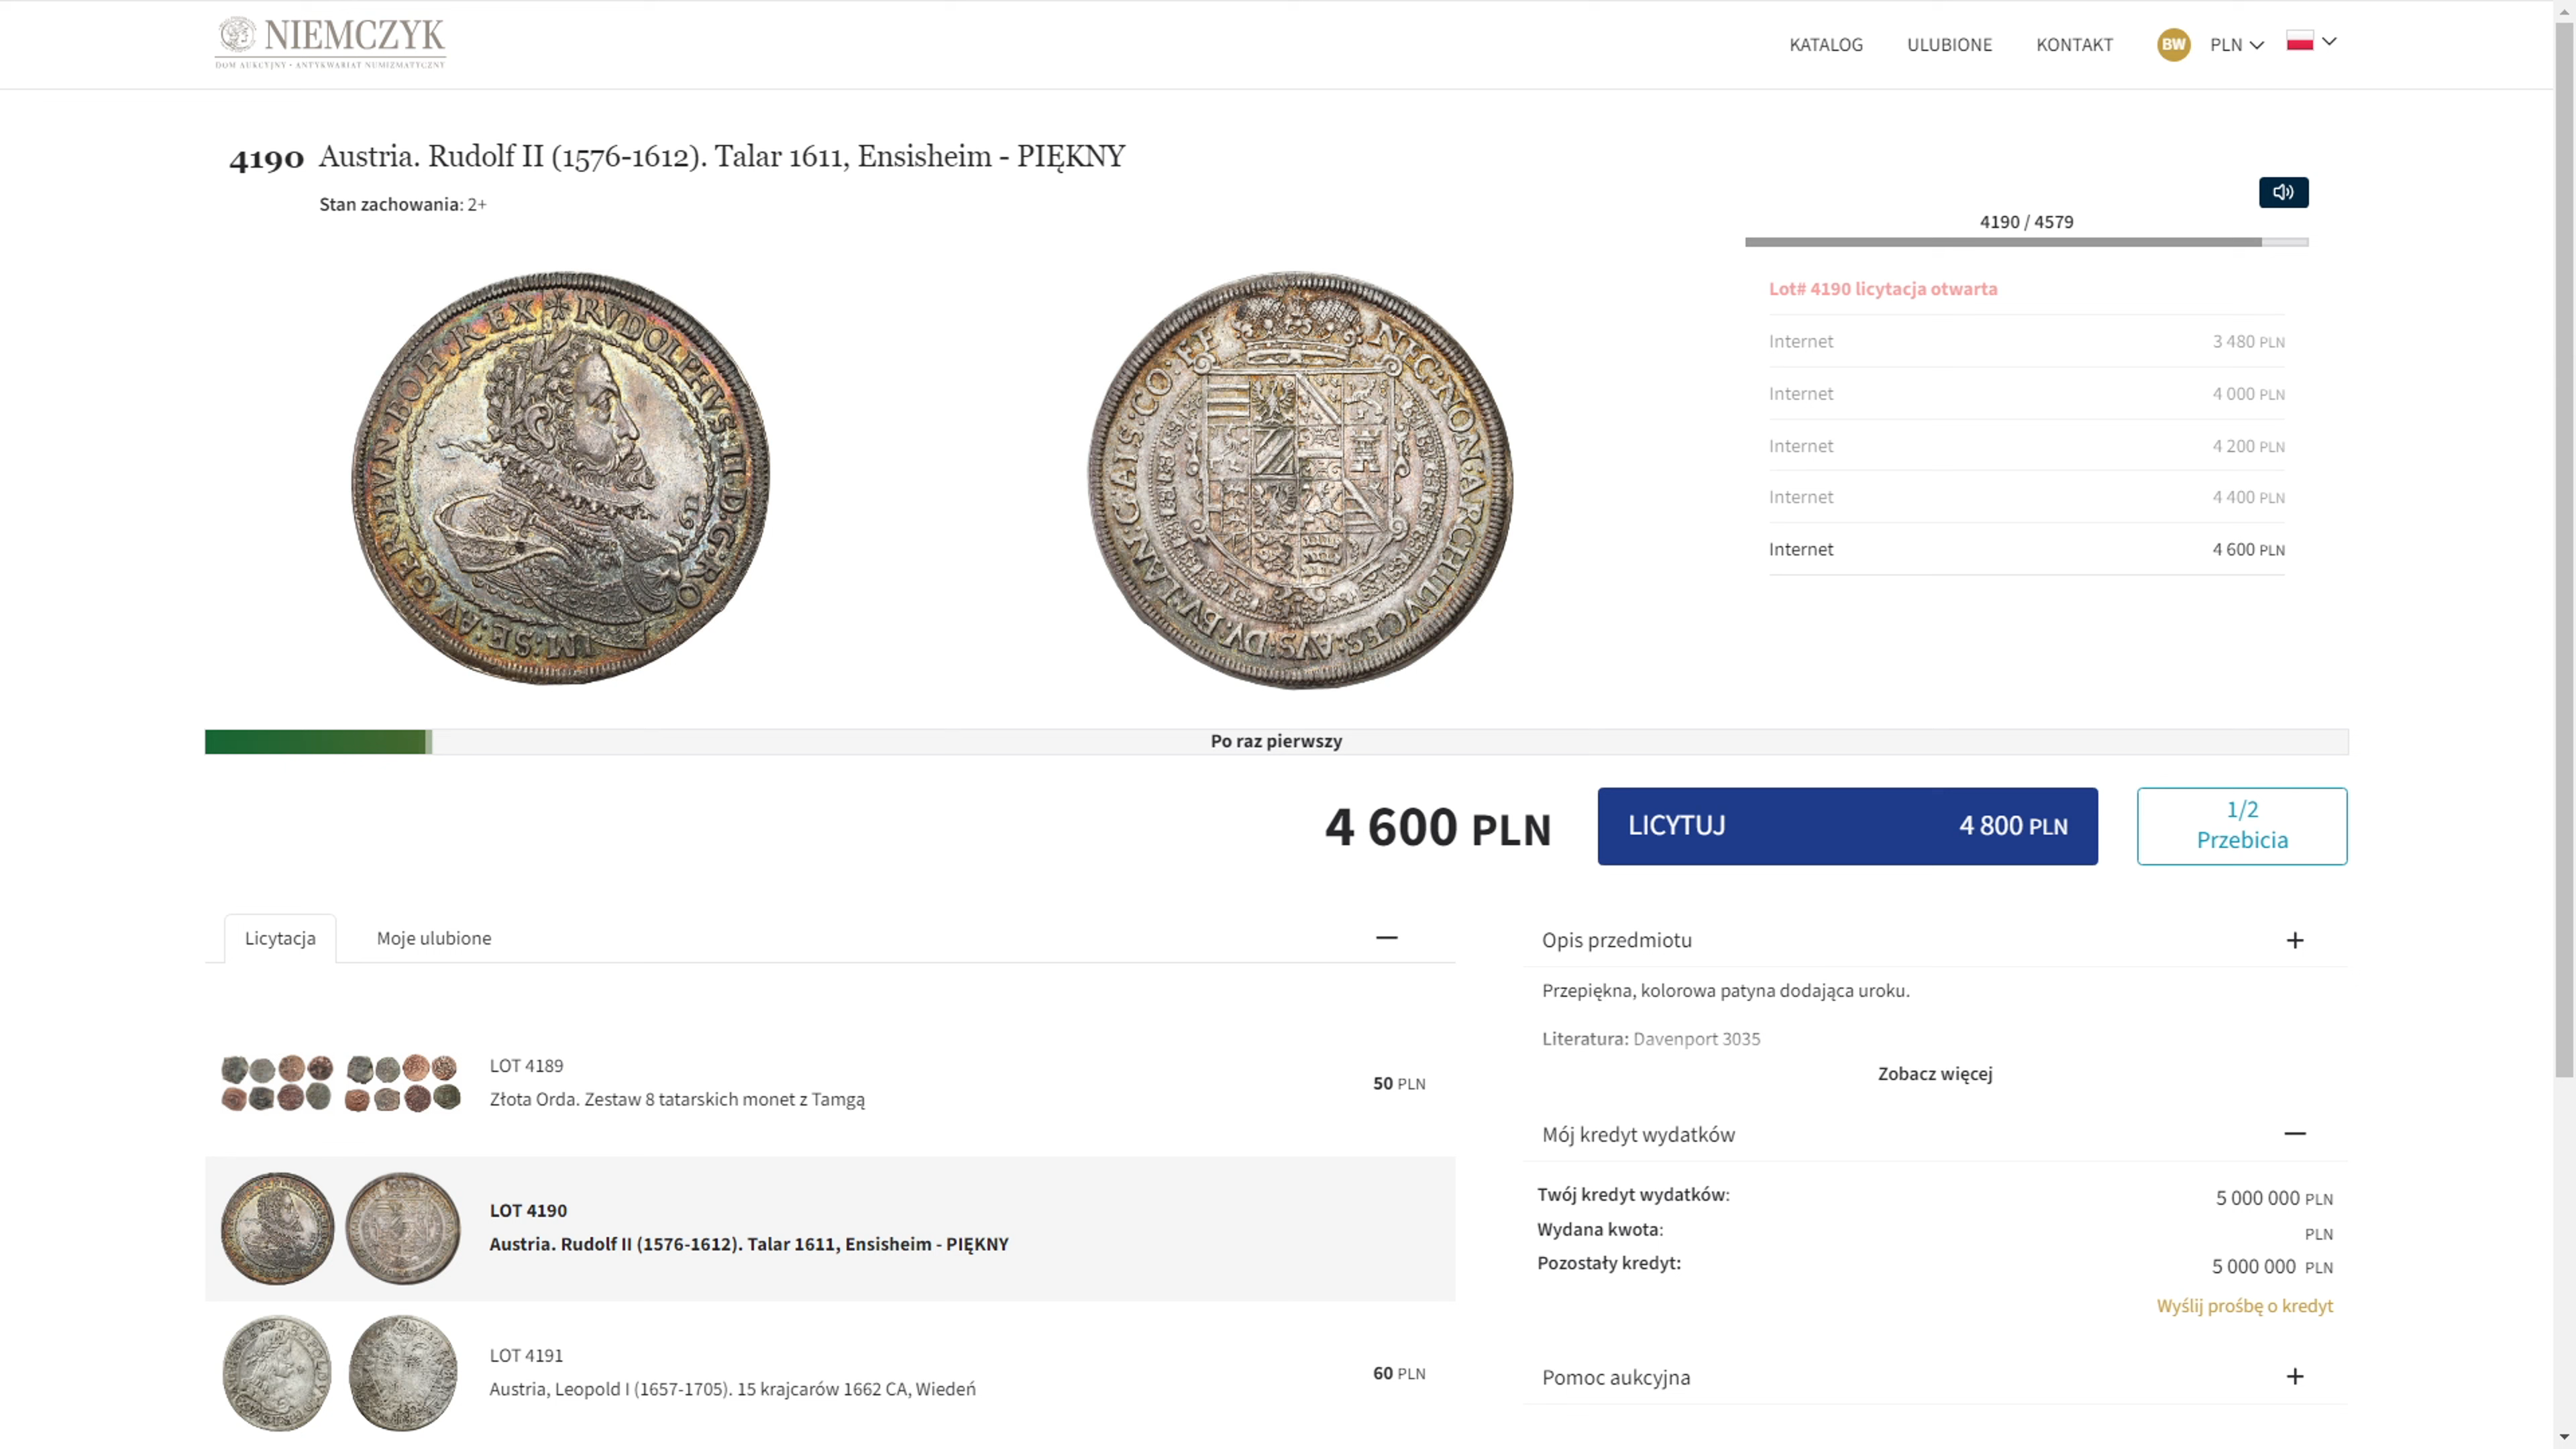 NIEMCZYK
DOM AUKCYJNY • ANTYKWARIAT NUMIZMATYCZNY
KATALOG
ULUBIONE
KONTAKT
BW
PLN
4190 Austria. Rudolf II (1576-1612). Talar 1611, Ensisheim - PIĘKNY
Stan zachowania: 2+
4190 / 4579
Lot# 4190 licytacja otwarta
Internet 3 480 PLN
Internet 4 000 PLN
Internet 4 200 PLN
Internet 4 400 PLN
Internet 4 600 PLN
Po raz pierwszy
4 600 PLN
LICYTUJ 4 800 PLN
1/2
Przebicia
Licytacja
Moje ulubione
LOT 4189
Złota Orda. Zestaw 8 tatarskich monet z Tamgą
50 PLN
LOT 4190
Austria. Rudolf II (1576-1612). Talar 1611, Ensisheim - PIĘKNY
LOT 4191
Austria, Leopold I (1657-1705). 15 krajcarów 1662 CA, Wiedeń
60 PLN
Opis przedmiotu
Przepiękna, kolorowa patyna dodająca uroku.
Literatura: Davenport 3035
Zobacz więcej
Mój kredyt wydatków
Twój kredyt wydatków: 5 000 000 PLN
Wydana kwota: PLN
Pozostały kredyt: 5 000 000 PLN
Wyślij prośbę o kredyt
Pomoc aukcyjna